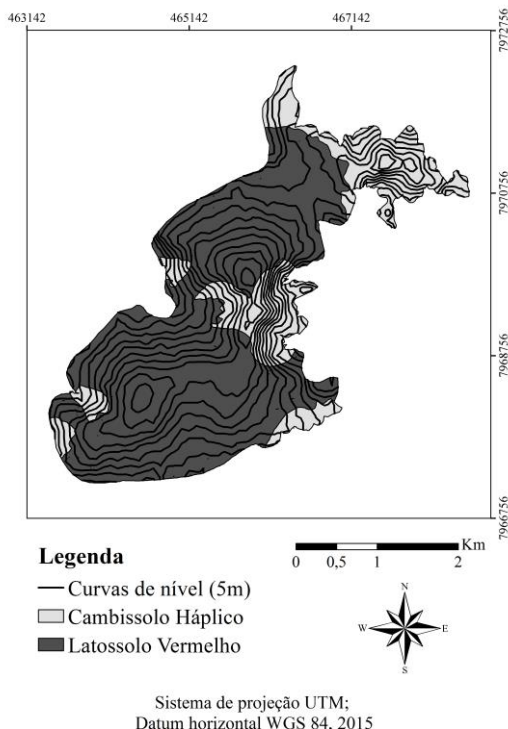 463142 465142 467142
7972756
7970756
7968756
7966756
Legenda
Curvas de nível (5m)
Cambissolo Háplico
Latossolo Vermelho
Km
0 0,5 1 2
N
W E
S
Sistema de projeção UTM;
Datum horizontal WGS 84, 2015